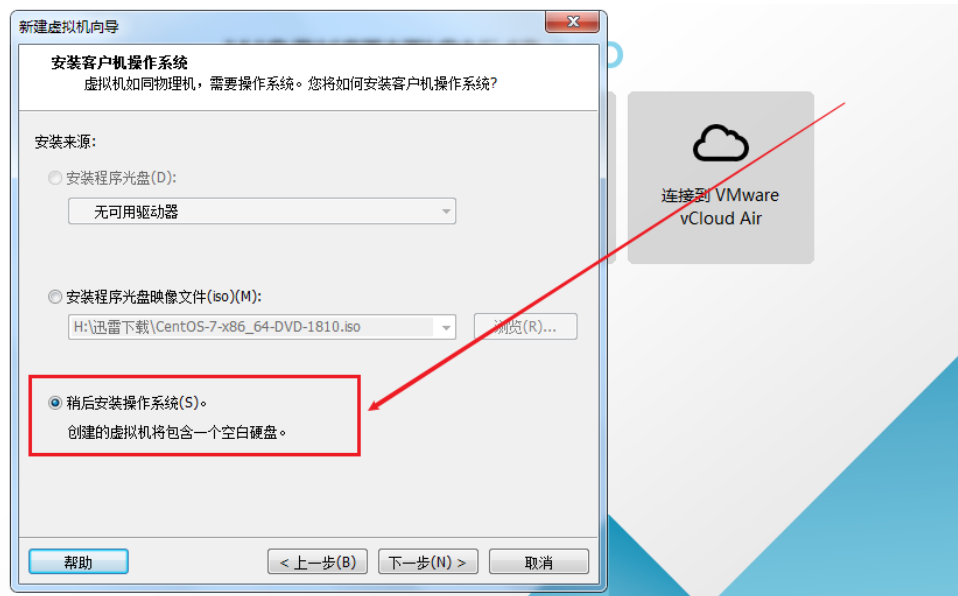 新建虚拟机向导
安装客户机操作系统
虚拟机如同物理机，需要操作系统。您将如何安装客户机操作系统?
安装来源:
安装程序光盘(D):
无可用驱动器
安装程序光盘映像文件(iso)(M):
H:\迅雷下载\CentOS-7-x86_64-DVD-1810.iso
浏览(R)...
稍后安装操作系统(S)。
创建的虚拟机将包含一个空白硬盘。
帮助
< 上一步(B)
下一步(N) >
取消
连接到 VMware
vCloud Air